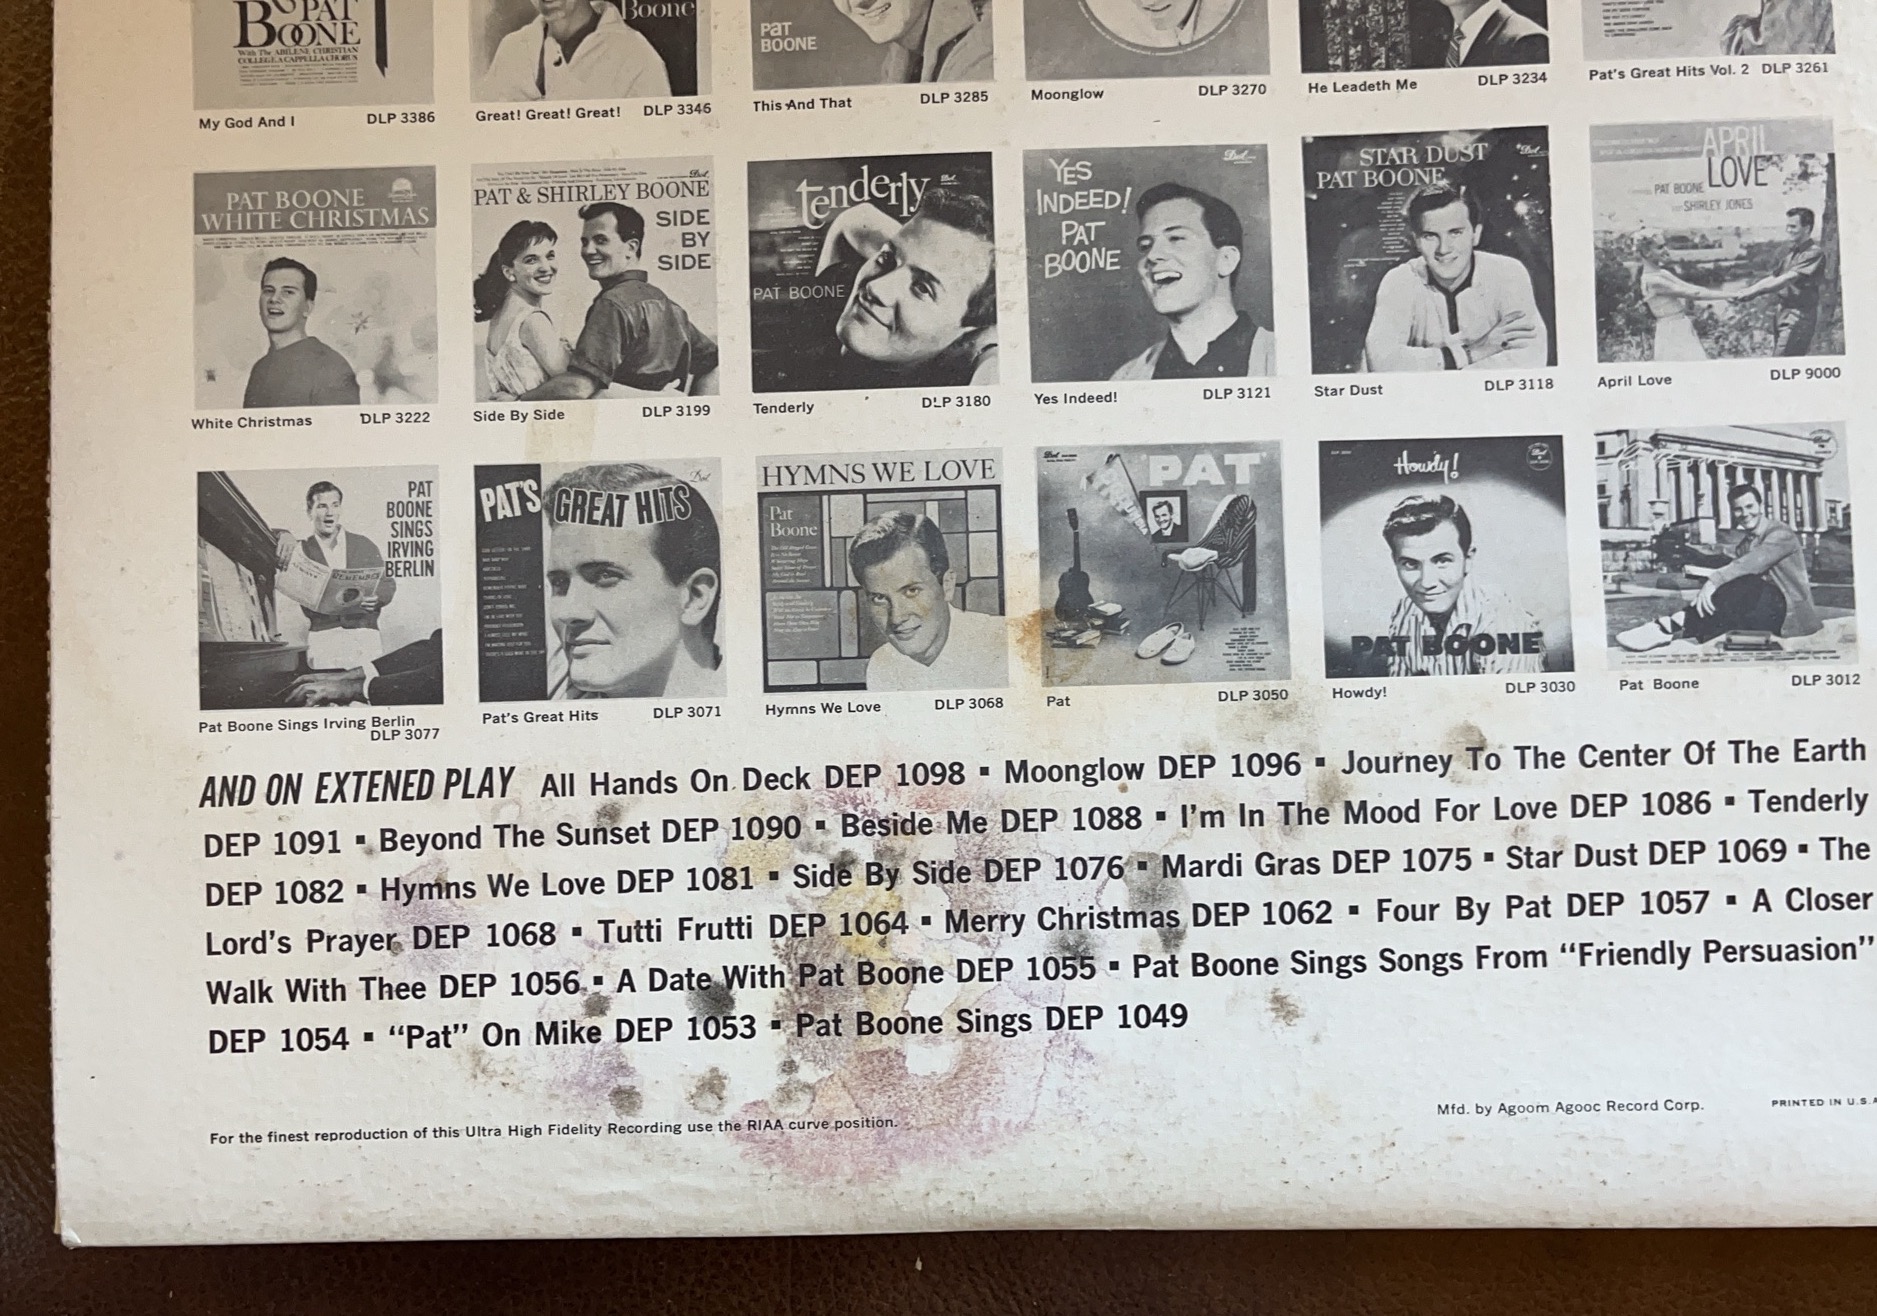 PAT
BOONE
With The ABILENE CHRISTIAN
COLLEGE A CAPPELLA CHORUS
Boone
PaT
BOONE
My God And I DLP 3386
Great! Great! Great! DLP 3346
This And That DLP 3285
Moonglow DLP 3270
He Leadeth Me DLP 3234
Pat's Great Hits Vol. 2 DLP 3261
PAT BOONE
WHITE CHRISTMAS
PAT & SHIRLEY BOONE
SIDE
BY
SIDE
tenderly
PAT BOONE
YES
INDEED!
PAT
BOONE
Dot
STAR DUST
PAT BOONE
Dot
APRIL
LOVE
PAT BOONE
SHIRLEY JONES
White Christmas DLP 3222
Side By Side DLP 3199
Tenderly DLP 3180
Yes Indeed! DLP 3121
Star Dust DLP 3118
April Love DLP 9000
PAT
BOONE
SINGS
IRVING
BERLIN
REMEMBER
PAT'S GREAT HITS
Dot
HYMNS WE LOVE
Pat
Boone
PAT
Howdy!
PAT BOONE
Pat Boone Sings Irving Berlin
DLP 3077
Pat's Great Hits DLP 3071
Hymns We Love DLP 3068
Pat DLP 3050
Howdy! DLP 3030
Pat Boone DLP 3012
AND ON EXTENED PLAY All Hands On Deck DEP 1098 ▪ Moonglow DEP 1096 ▪ Journey To The Center Of The Earth
DEP 1091 ▪ Beyond The Sunset DEP 1090 ▪ Beside Me DEP 1088 ▪ I'm In The Mood For Love DEP 1086 ▪ Tenderly
DEP 1082 ▪ Hymns We Love DEP 1081 ▪ Side By Side DEP 1076 ▪ Mardi Gras DEP 1075 ▪ Star Dust DEP 1069 ▪ The
Lord's Prayer DEP 1068 ▪ Tutti Frutti DEP 1064 ▪ Merry Christmas DEP 1062 ▪ Four By Pat DEP 1057 ▪ A Closer
Walk With Thee DEP 1056 ▪ A Date With Pat Boone DEP 1055 ▪ Pat Boone Sings Songs From “Friendly Persuasion”
DEP 1054 ▪ “Pat” On Mike DEP 1053 ▪ Pat Boone Sings DEP 1049
For the finest reproduction of this Ultra High Fidelity Recording use the RIAA curve position.
Mfd. by Agoom Agooc Record Corp. PRINTED IN U.S.A